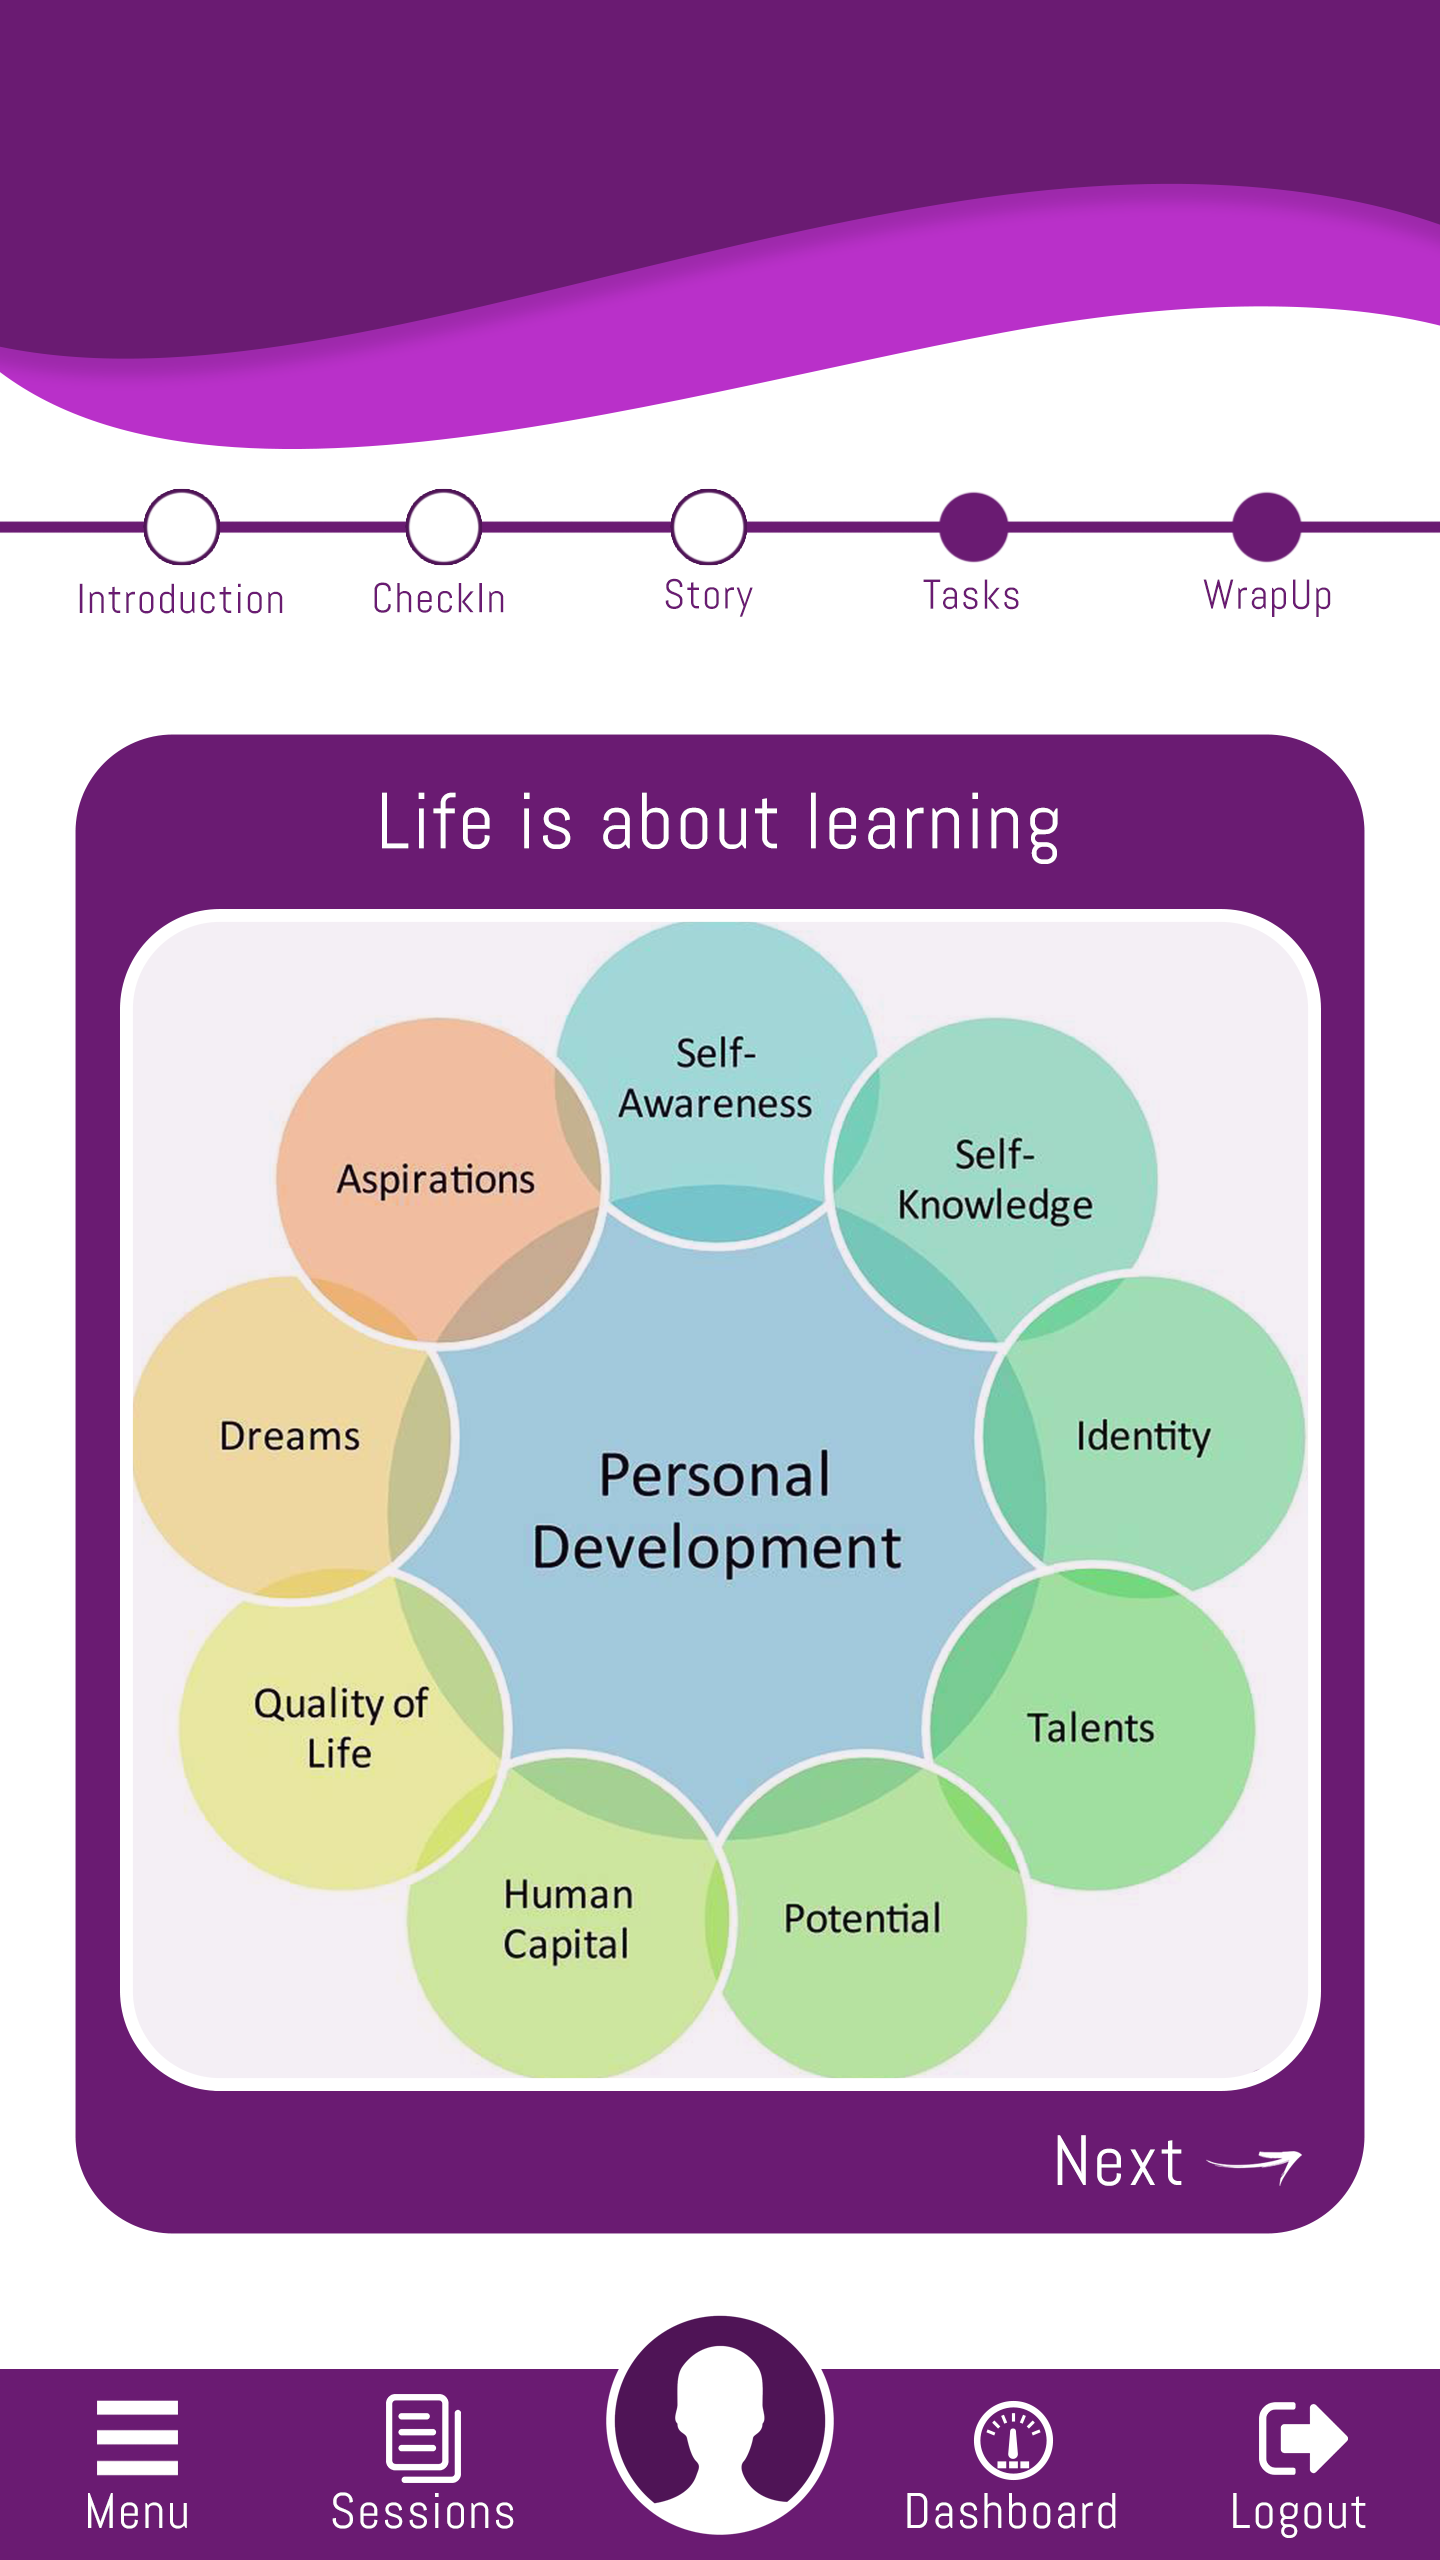 Introduction
CheckIn
Story
Tasks
WrapUp
Life is about learning
Self-
Awareness
Self-
Knowledge
Aspirations
Dreams
Identity
Personal
Development
Quality of
Life
Talents
Human
Capital
Potential
Next
Menu
Sessions
Dashboard
Logout